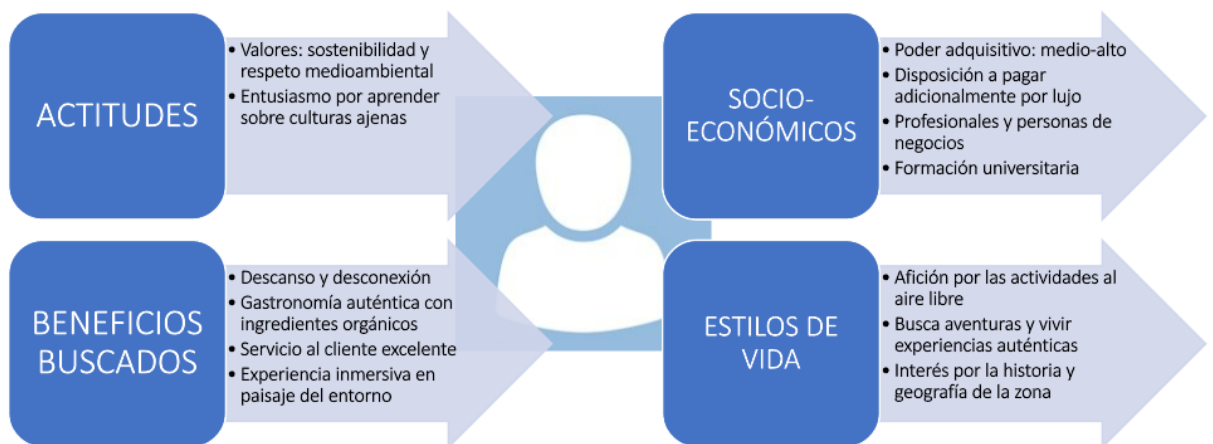 ACTITUDES
• Valores: sostenibilidad y
respeto medioambiental
• Entusiasmo por aprender
sobre culturas ajenas
SOCIO-
ECONÓMICOS
• Poder adquisitivo: medio-alto
• Disposición a pagar
adicionalmente por lujo
• Profesionales y personas de
negocios
• Formación universitaria
BENEFICIOS
BUSCADOS
• Descanso y desconexión
• Gastronomía auténtica con
ingredientes orgánicos
• Servicio al cliente excelente
• Experiencia inmersiva en
paisaje del entorno
ESTILOS DE
VIDA
• Afición por las actividades al
aire libre
• Busca aventuras y vivir
experiencias auténticas
• Interés por la historia y
geografía de la zona